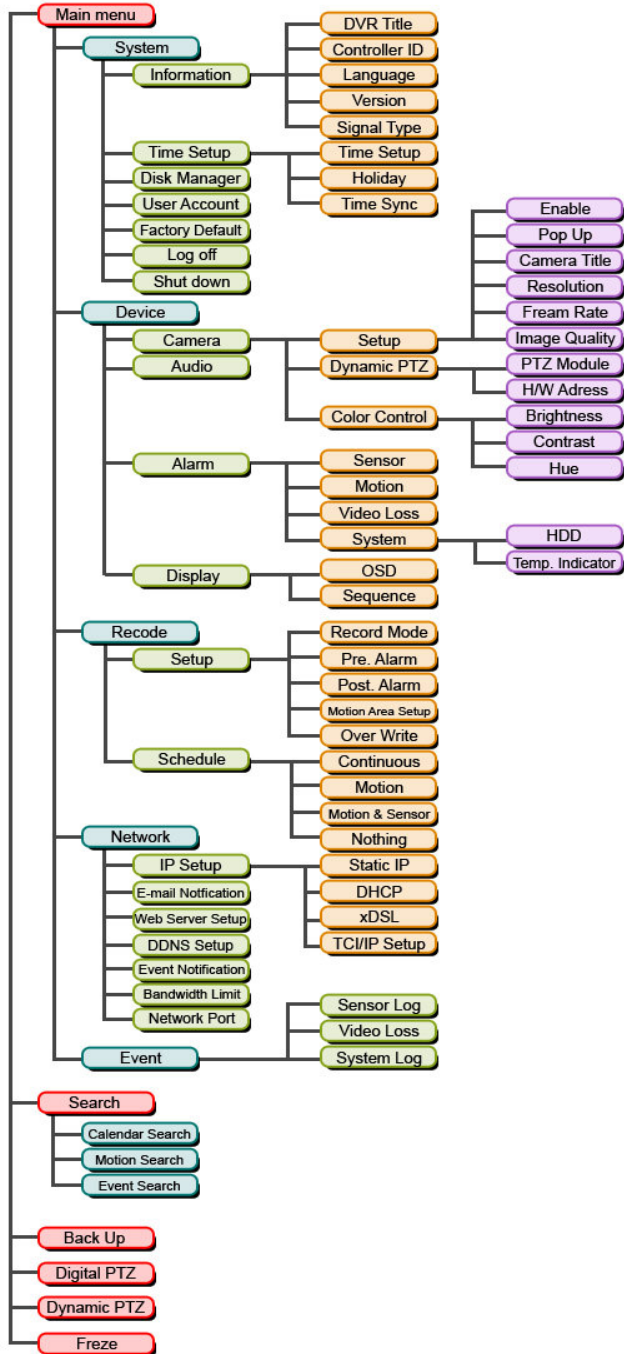 Main menu
System
Information
DVR Title
Controller ID
Language
Version
Signal Type
Time Setup
Time Setup
Holiday
Time Sync
Disk Manager
User Account
Factory Default
Log off
Shut down
Device
Camera
Setup
Enable
Pop Up
Camera Title
Resolution
Fream Rate
Image Quality
Dynamic PTZ
PTZ Module
H/W Adress
Color Control
Brightness
Contrast
Hue
Audio
Alarm
Sensor
Motion
Video Loss
System
HDD
Temp. Indicator
Display
OSD
Sequence
Recode
Setup
Record Mode
Pre. Alarm
Post. Alarm
Motion Area Setup
Over Write
Schedule
Continuous
Motion
Motion & Sensor
Nothing
Network
IP Setup
Static IP
DHCP
xDSL
TCI/IP Setup
E-mail Notfication
Web Server Setup
DDNS Setup
Event Notification
Bandwidth Limit
Network Port
Event
Sensor Log
Video Loss
System Log
Search
Calendar Search
Motion Search
Event Search
Back Up
Digital PTZ
Dynamic PTZ
Freze